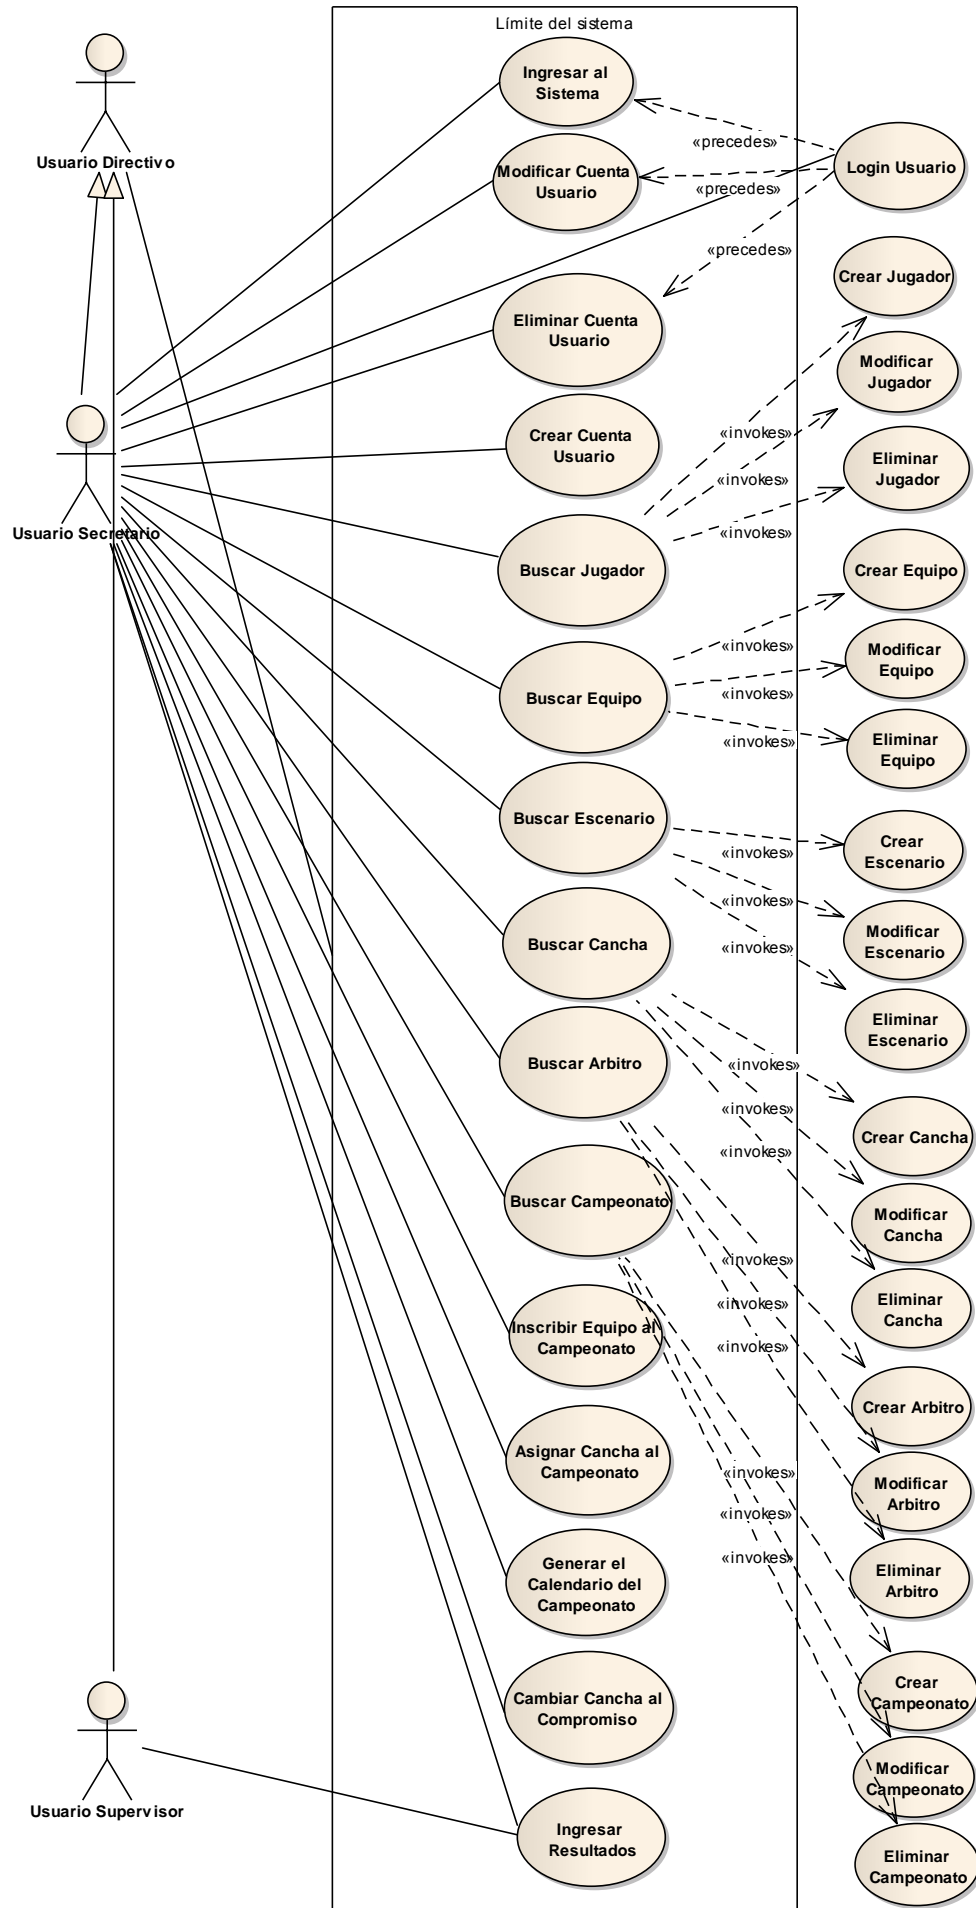 Límite del sistema
Ingresar al
Sistema
«precedes»
Usuario Directivo
Modificar Cuenta
Usuario
«precedes»
Login Usuario
«precedes»
Crear Jugador
Eliminar Cuenta
Usuario
Modificar
Jugador
Crear Cuenta
Usuario
«invokes»
Eliminar
Jugador
«invokes»
Usuario Secretario
«invokes»
Buscar Jugador
Crear Equipo
«invokes»
Modificar
Equipo
Buscar Equipo
«invokes»
«invokes»
Eliminar
Equipo
Buscar Escenario
Crear
Escenario
«invokes»
«invokes»
Modificar
Escenario
Buscar Cancha
«invokes»
Eliminar
Escenario
Buscar Arbitro
«invokes»
«invokes»
Crear Cancha
«invokes»
Buscar Campeonato
Modificar
Cancha
«invokes»
Eliminar
Cancha
«invokes»
Inscribir Equipo al
Campeonato
«invokes»
Crear Arbitro
Asignar Cancha al
Campeonato
«invokes»
Modificar
Arbitro
«invokes»
«invokes»
Generar el
Calendario del
Campeonato
Eliminar
Arbitro
Cambiar Cancha al
Compromiso
Crear
Campeonato
Modificar
Campeonato
Usuario Supervisor
Ingresar
Resultados
Eliminar
Campeonato